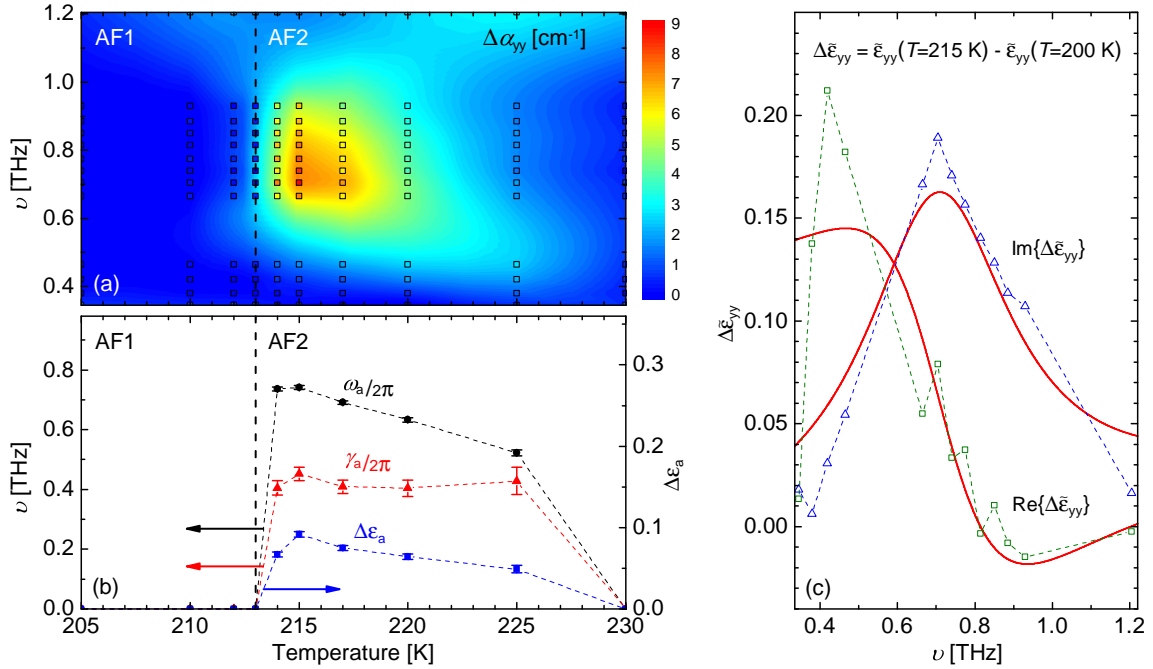 AF1
AF2
Δα_yy [cm⁻¹]
1.2
1.0
0.8
0.6
0.4
υ [THz]
(a)
9
8
7
6
5
4
3
2
1
0
AF1
AF2
ω_a/2π
γ_a/2π
Δε_a
0.8
0.6
0.4
0.2
0.0
υ [THz]
0.3
0.2
0.1
0.0
Δε_a
(b)
205 210 215 220 225 230
Temperature [K]
Δε̃_yy = ε̃_yy(T=215 K) - ε̃_yy(T=200 K)
0.20
0.15
0.10
0.05
0.00
Δε̃_yy
Im{Δε̃_yy}
Re{Δε̃_yy}
(c)
0.4 0.6 0.8 1.0 1.2
υ [THz]